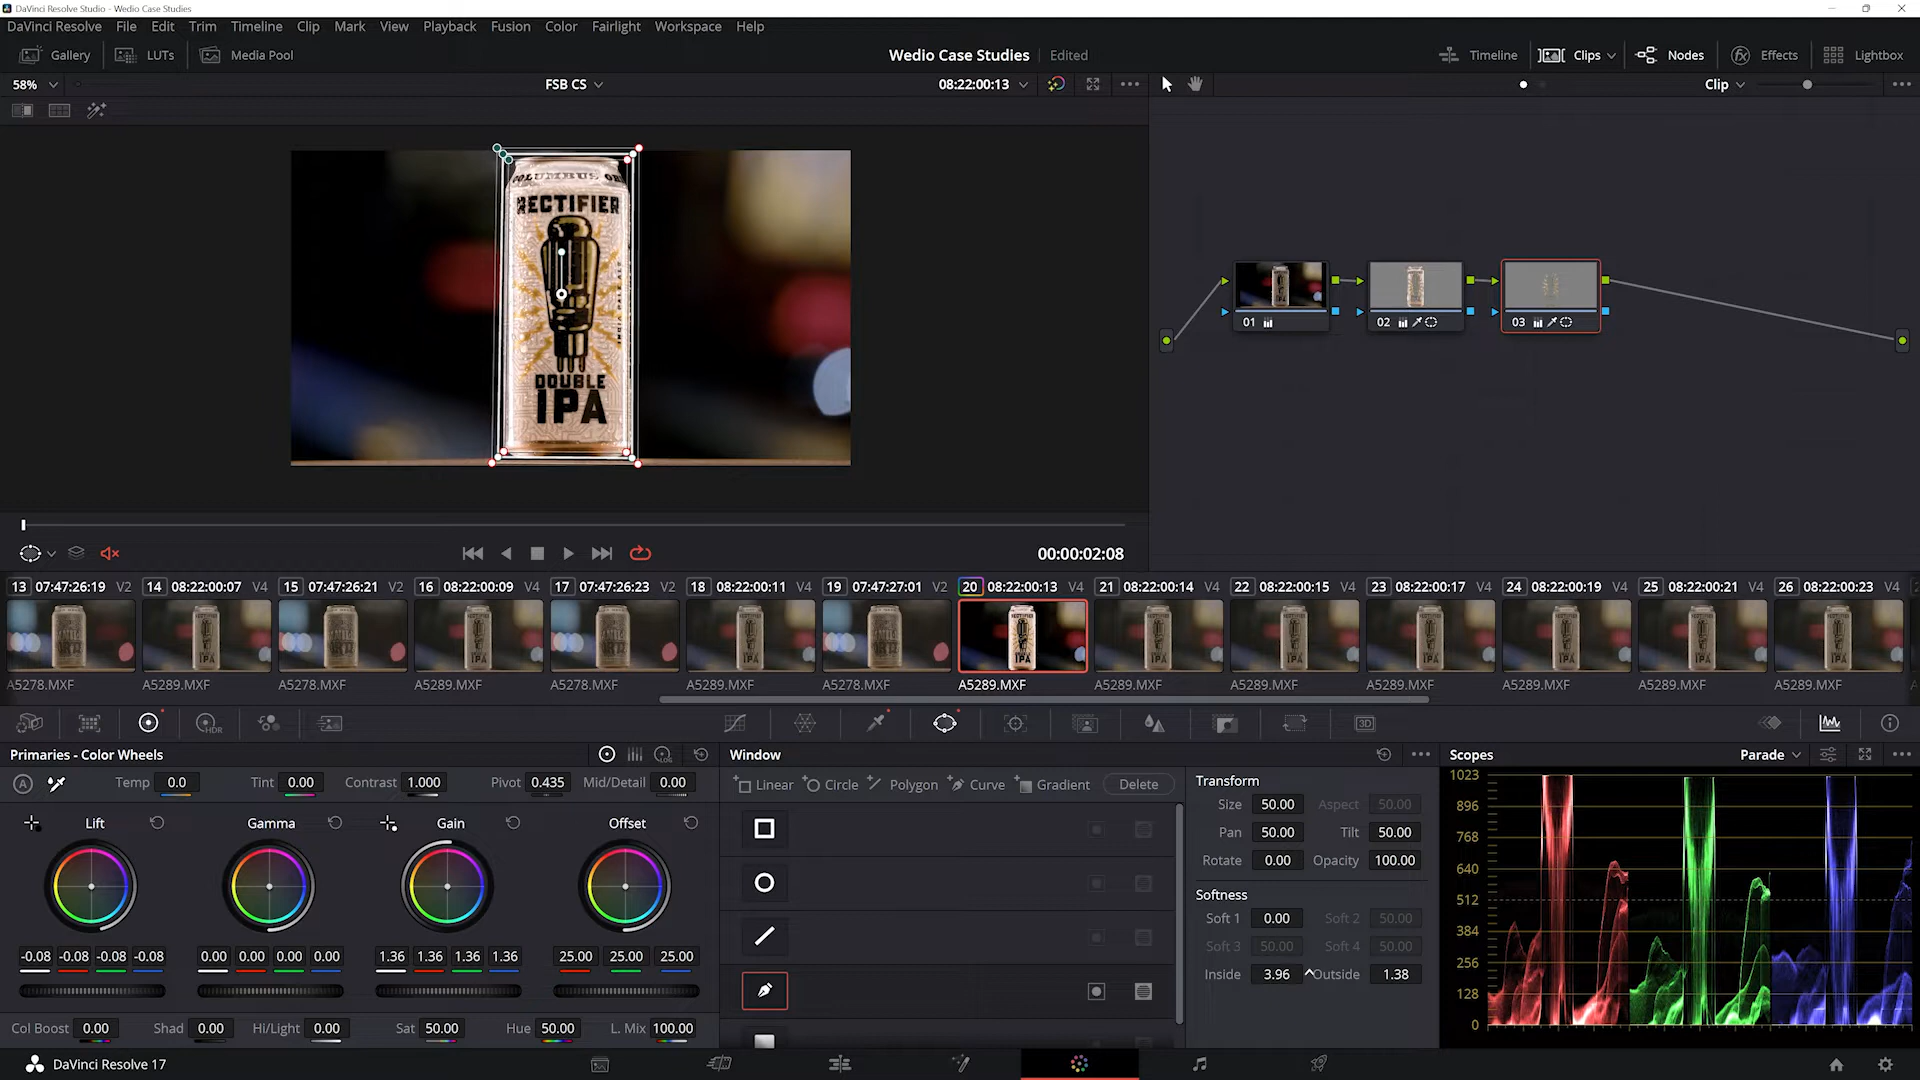 DaVinci Resolve Studio - Wedio Case Studies
DaVinci Resolve File Edit Trim Timeline Clip Mark View Playback Fusion Color Fairlight Workspace Help
Gallery LUTs Media Pool Wedio Case Studies Edited Timeline Clips Nodes Effects Lightbox
58% FSB CS 08:22:00:13 Clip
COLUMBUS
RECTIFIER
INDIA PALE ALE
DOUBLE
IPA
01 02 03
00:00:02:08
13 07:47:26:19 V2 14 08:22:00:07 V4 15 07:47:26:21 V2 16 08:22:00:09 V4 17 07:47:26:23 V2 18 08:22:00:11 V4 19 07:47:27:01 V2 20 08:22:00:13 V4 21 08:22:00:14 V4 22 08:22:00:15 V4 23 08:22:00:17 V4 24 08:22:00:19 V4 25 08:22:00:21 V4 26 08:22:00:23 V4
A5278.MXF A5289.MXF A5278.MXF A5289.MXF A5278.MXF A5289.MXF A5278.MXF A5289.MXF A5289.MXF A5289.MXF A5289.MXF A5289.MXF A5289.MXF A5289.MXF
HDR 3D
Primaries - Color Wheels LOG Window Scopes Parade
A Temp 0.0 Tint 0.00 Contrast 1.000 Pivot 0.435 Mid/Detail 0.00
Linear Circle Polygon Curve Gradient Delete
Lift Gamma Gain Offset
-0.08 -0.08 -0.08 -0.08 0.00 0.00 0.00 0.00 1.36 1.36 1.36 1.36 25.00 25.00 25.00
Col Boost 0.00 Shad 0.00 Hi/Light 0.00 Sat 50.00 Hue 50.00 L. Mix 100.00
Transform
Size 50.00 Aspect 50.00
Pan 50.00 Tilt 50.00
Rotate 0.00 Opacity 100.00
Softness
Soft 1 0.00 Soft 2 50.00
Soft 3 50.00 Soft 4 50.00
Inside 3.96 Outside 1.38
1023
896
768
640
512
384
256
128
0
DaVinci Resolve 17